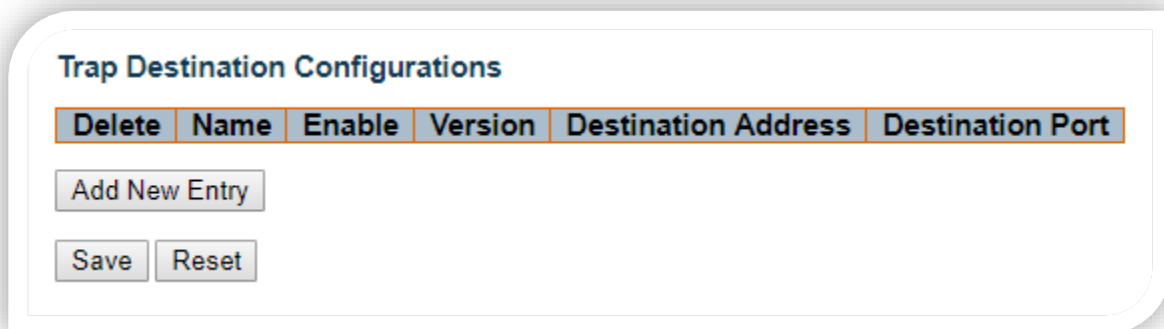 Trap Destination Configurations
Delete Name Enable Version Destination Address Destination Port
Add New Entry
Save Reset